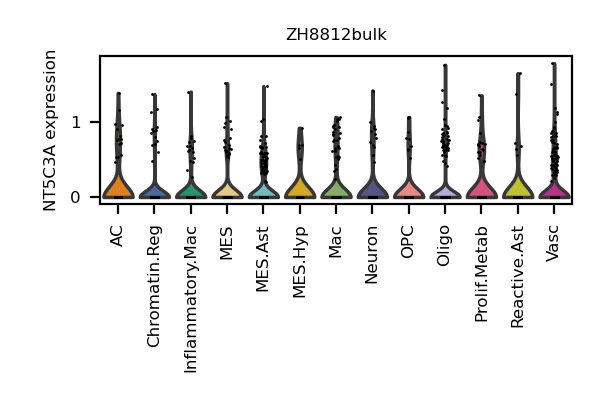 ZH8812bulk
NT5C3A expression
1
0
AC
Chromatin.Reg
Inflammatory.Mac
MES
MES.Ast
MES.Hyp
Mac
Neuron
OPC
Oligo
Prolif.Metab
Reactive.Ast
Vasc